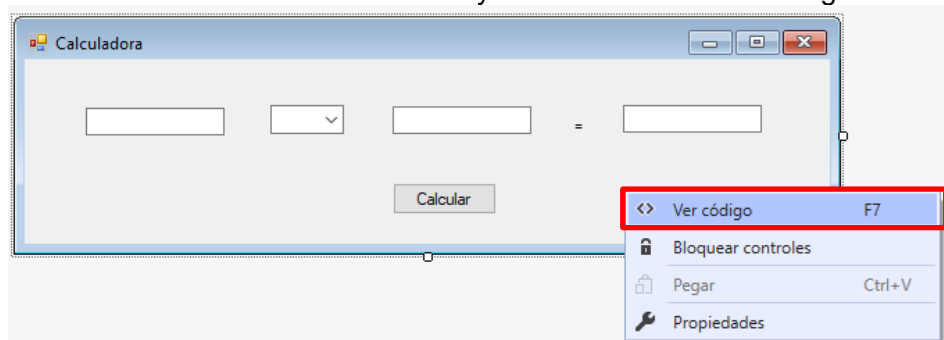 Calculadora
=
Calcular
Ver código F7
Bloquear controles
Pegar Ctrl+V
Propiedades